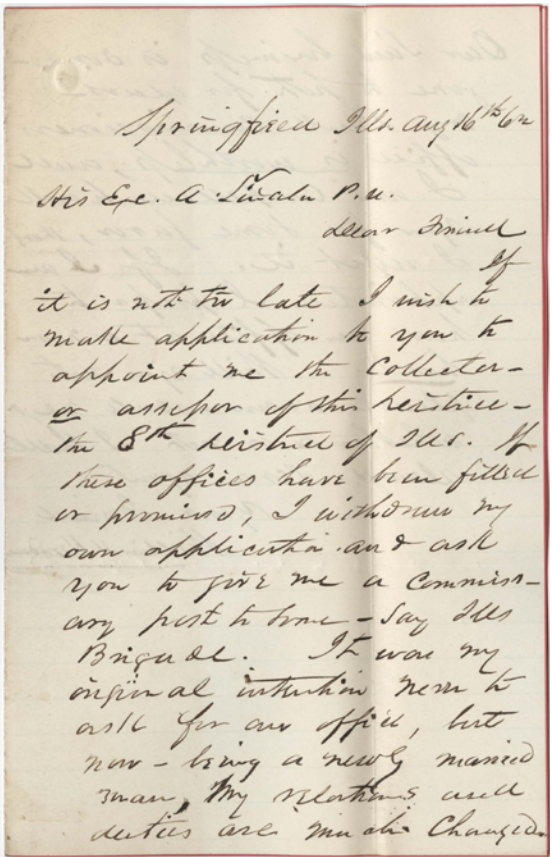 Springfield Ills. Aug 16th 62
His Exc. A. Lincoln P. U.
Dear Friend
If
it is not too late I wish to
make application to you to
appoint me the Collector-
or assessor of this District-
the 8th District of Ills. If
these offices have been filled
or promised, I withdraw my
own application and ask
you to give me a commiss-
ary post to some - say Ills
Brigade. It was my
original intention never to
ask for an office, but
now - being a newly married
man, my relations and
duties are much changed